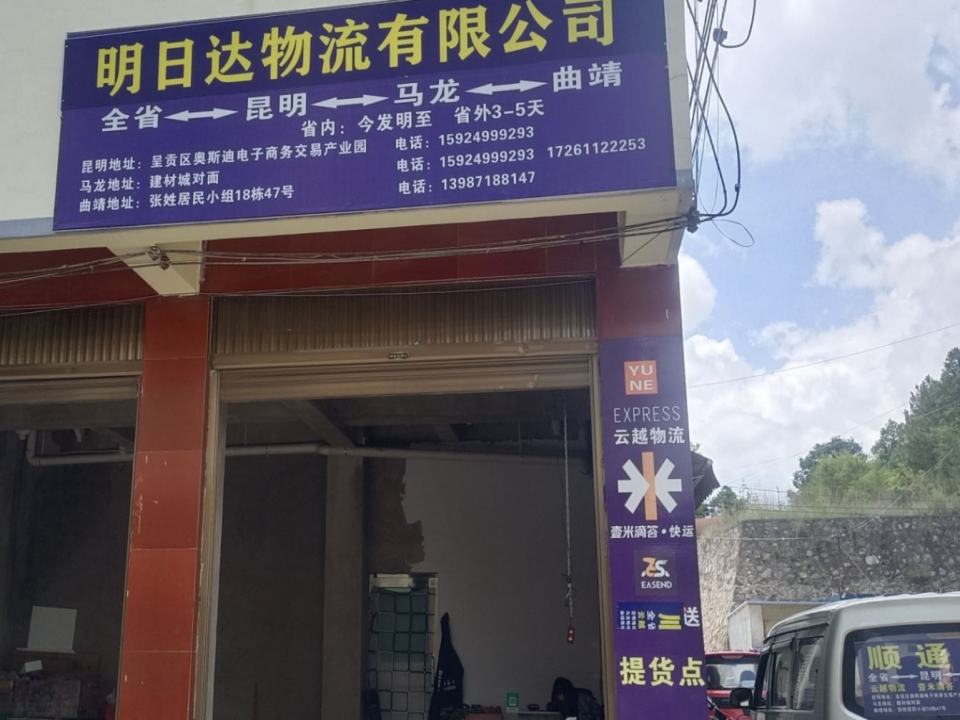 明日达物流有限公司
全省 昆明 马龙 曲靖
省内：今发明至 省外3-5天
昆明地址：呈贡区奥斯迪电子商务交易产业园 电话：15924999293
马龙地址：建材城对面 电话：15924999293 17261122253
曲靖地址：张姓居民小组18栋47号 电话：13987188147
YU
NE
EXPRESS
云越物流
壹米滴答·快运
EASEND
送
提货点
顺通
全省 昆明
云越物流 壹米滴答